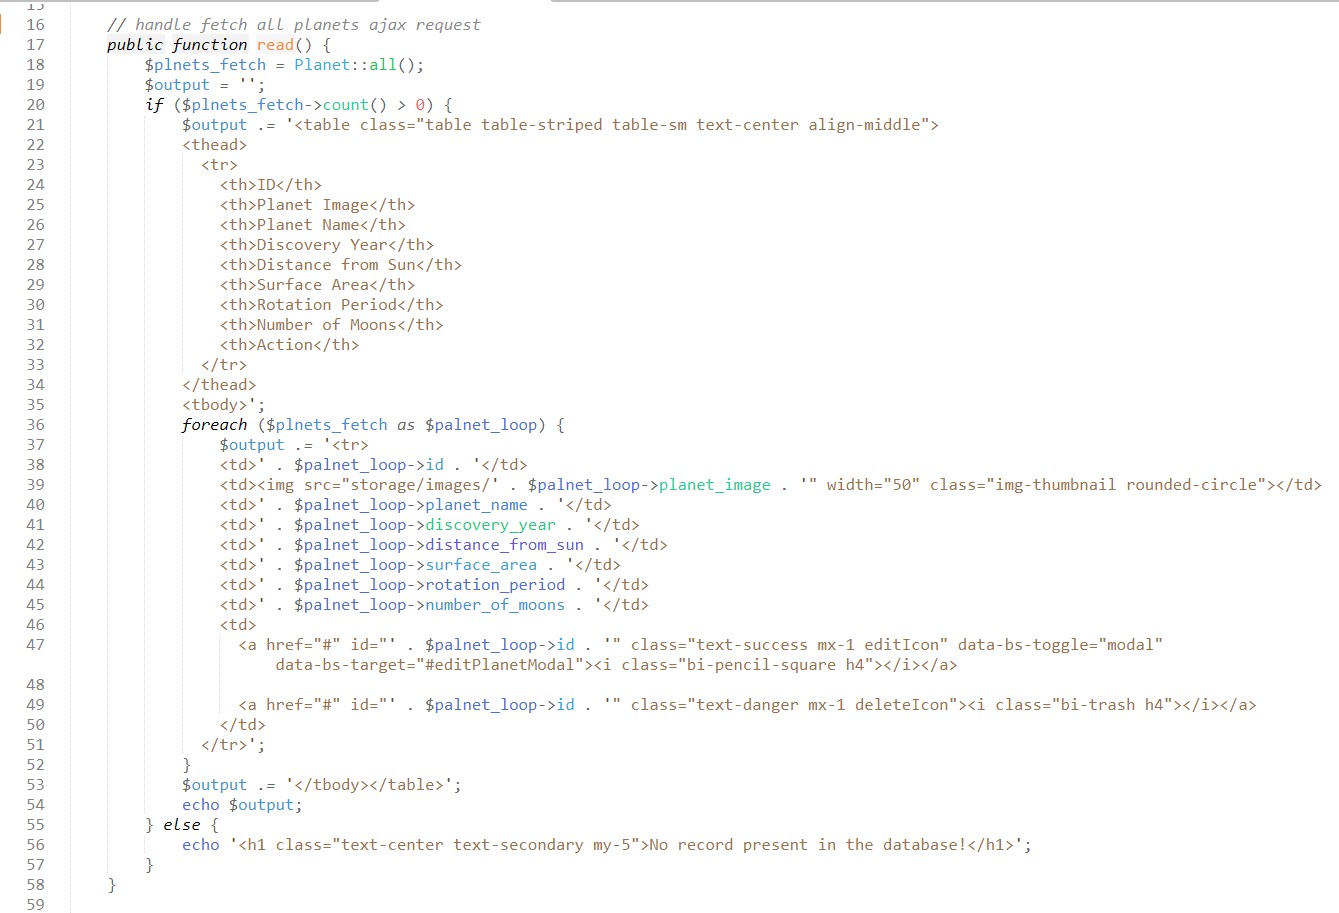 15
16 // handle fetch all planets ajax request
17 public function read() {
18 $plnets_fetch = Planet::all();
19 $output = '';
20 if ($plnets_fetch->count() > 0) {
21 $output .= '<table class="table table-striped table-sm text-center align-middle">
22 <thead>
23 <tr>
24 <th>ID</th>
25 <th>Planet Image</th>
26 <th>Planet Name</th>
27 <th>Discovery Year</th>
28 <th>Distance from Sun</th>
29 <th>Surface Area</th>
30 <th>Rotation Period</th>
31 <th>Number of Moons</th>
32 <th>Action</th>
33 </tr>
34 </thead>
35 <tbody>';
36 foreach ($plnets_fetch as $palnet_loop) {
37 $output .= '<tr>
38 <td>' . $palnet_loop->id . '</td>
39 <td><img src="storage/images/' . $palnet_loop->planet_image . '" width="50" class="img-thumbnail rounded-circle"></td>
40 <td>' . $palnet_loop->planet_name . '</td>
41 <td>' . $palnet_loop->discovery_year . '</td>
42 <td>' . $palnet_loop->distance_from_sun . '</td>
43 <td>' . $palnet_loop->surface_area . '</td>
44 <td>' . $palnet_loop->rotation_period . '</td>
45 <td>' . $palnet_loop->number_of_moons . '</td>
46 <td>
47 <a href="#" id="' . $palnet_loop->id . '" class="text-success mx-1 editIcon" data-bs-toggle="modal"
data-bs-target="#editPlanetModal"><i class="bi-pencil-square h4"></i></a>
48
49 <a href="#" id="' . $palnet_loop->id . '" class="text-danger mx-1 deleteIcon"><i class="bi-trash h4"></i></a>
50 </td>
51 </tr>';
52 }
53 $output .= '</tbody></table>';
54 echo $output;
55 } else {
56 echo '<h1 class="text-center text-secondary my-5">No record present in the database!</h1>';
57 }
58 }
59